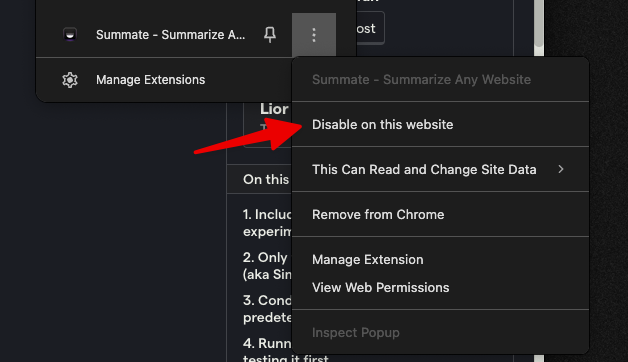 Summate - Summarize A...
ost
Manage Extensions
Summate - Summarize Any Website
Lior
Disable on this website
This Can Read and Change Site Data
On this
Remove from Chrome
1. Inclu
experim
2. Only
Manage Extension
(aka Sin
View Web Permissions
3. Cond
predete
Inspect Popup
4. Runn
testing it first